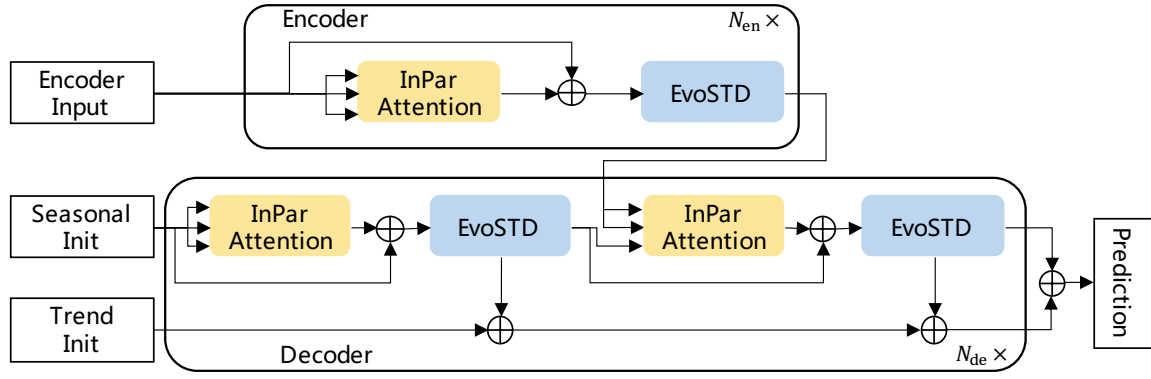 Encoder
N_en ×
Encoder
Input
InPar
Attention
EvoSTD
Seasonal
Init
InPar
Attention
EvoSTD
InPar
Attention
EvoSTD
Prediction
Trend
Init
Decoder
N_de ×